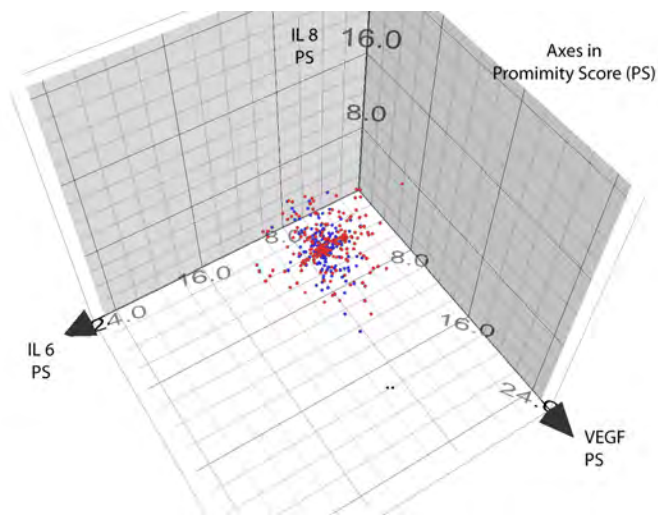 IL 8
PS
16.0
Axes in
Promimity Score (PS)
8.0
8.0
8.0
16.0
16.0
24.0
IL 6
PS
24.0
VEGF
PS